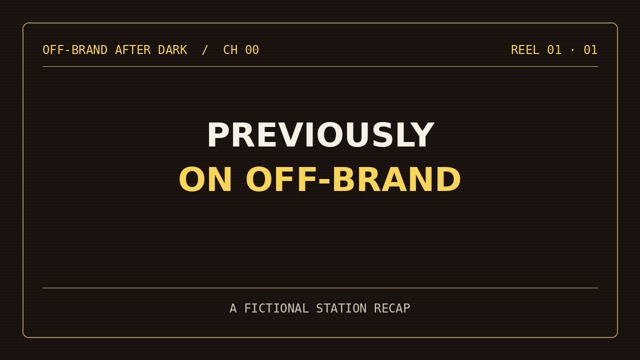 OFF-BRAND AFTER DARK / CH 00
REEL 01 · 01
PREVIOUSLY
ON OFF-BRAND
A FICTIONAL STATION RECAP